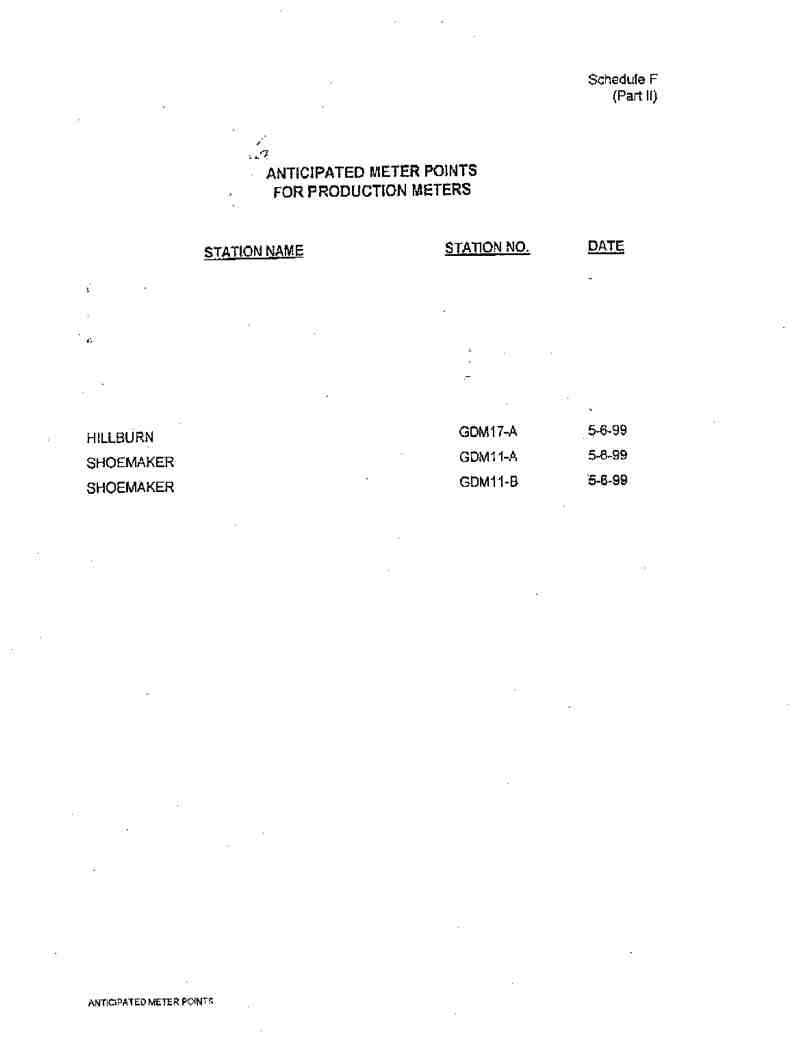 Schedule F
(Part II)
ANTICIPATED METER POINTS
FOR PRODUCTION METERS
STATION NAME STATION NO. DATE
HILLBURN GDM17-A 5-6-99
SHOEMAKER GDM11-A 5-6-99
SHOEMAKER GDM11-B 5-6-99
ANTICIPATED METER POINTS